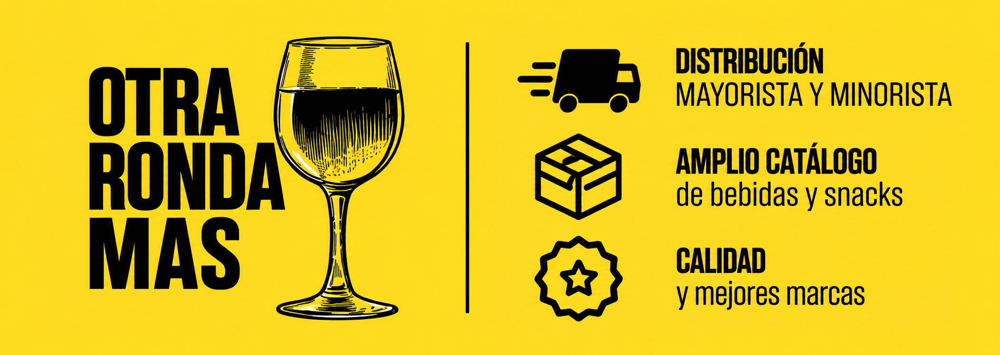 OTRA
RONDA
MAS
DISTRIBUCIÓN
MAYORISTA Y MINORISTA
AMPLIO CATÁLOGO
de bebidas y snacks
CALIDAD
y mejores marcas